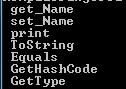 get_Name
set_Name
print
ToString
Equals
GetHashCode
GetType